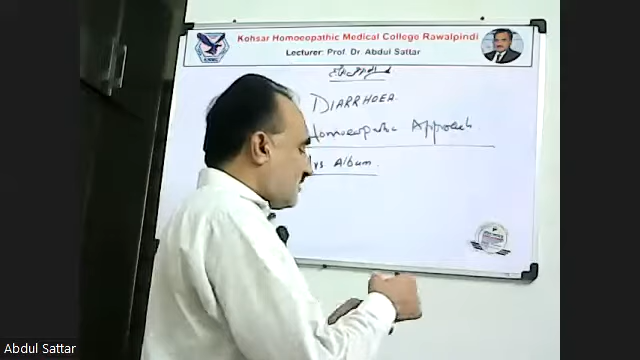 Kohsar Homoeopathic Medical College Rawalpindi
Lecturer: Prof. Dr. Abdul Sattar
DIARRHOEA
Homoeopathic Approach
Album
Abdul Sattar